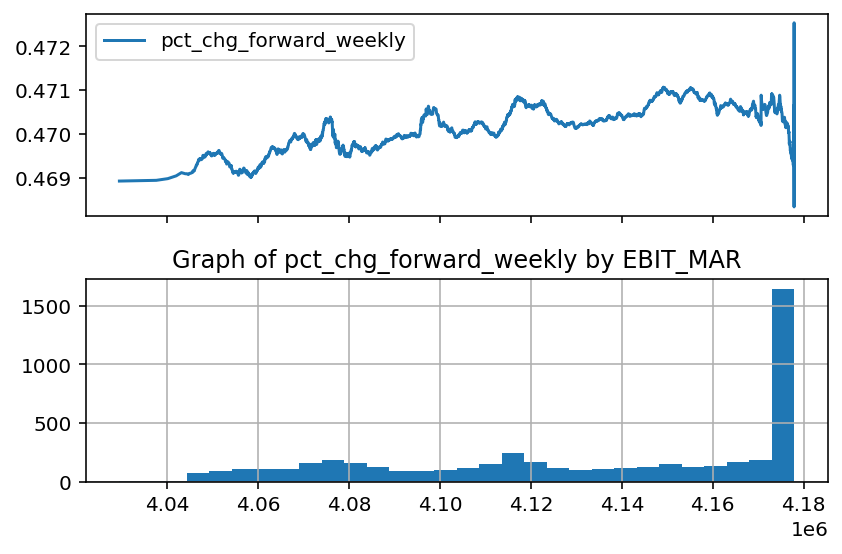 pct_chg_forward_weekly
0.472
0.471
0.470
0.469
Graph of pct_chg_forward_weekly by EBIT_MAR
1500
1000
500
0
4.04 4.06 4.08 4.10 4.12 4.14 4.16 4.18
1e6